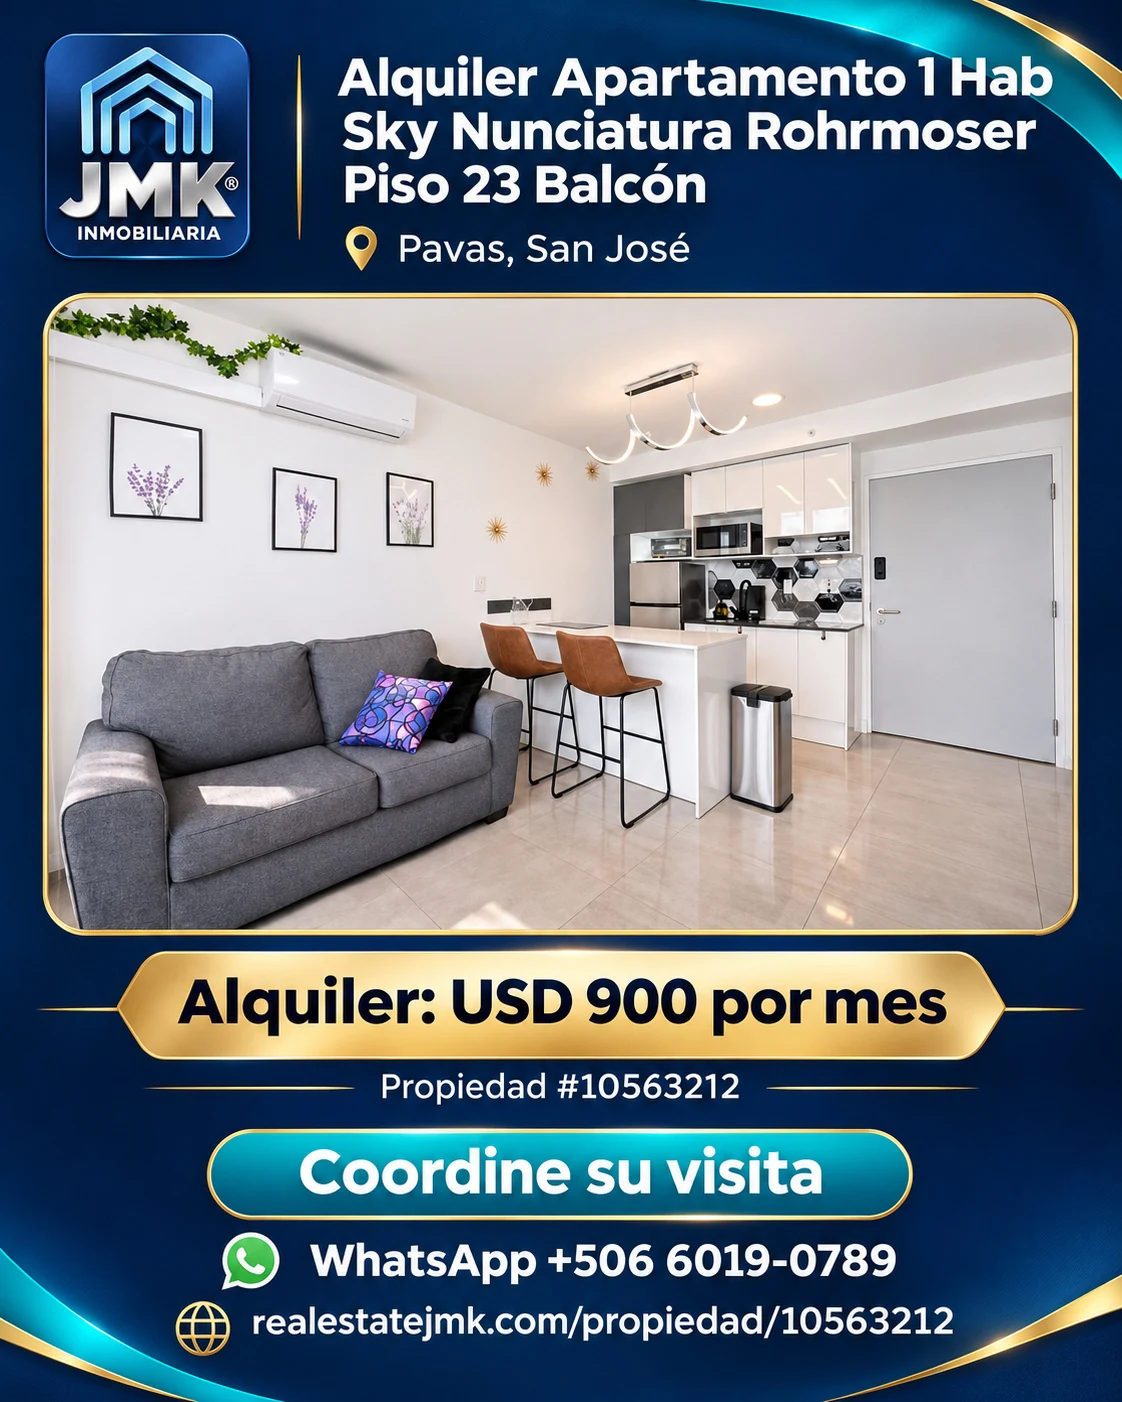 JMK®
INMOBILIARIA
Alquiler Apartamento 1 Hab
Sky Nunciatura Rohrmoser
Piso 23 Balcón
Pavas, San José
Alquiler: USD 900 por mes
Propiedad #10563212
Coordine su visita
WhatsApp +506 6019-0789
realestatejmk.com/propiedad/10563212